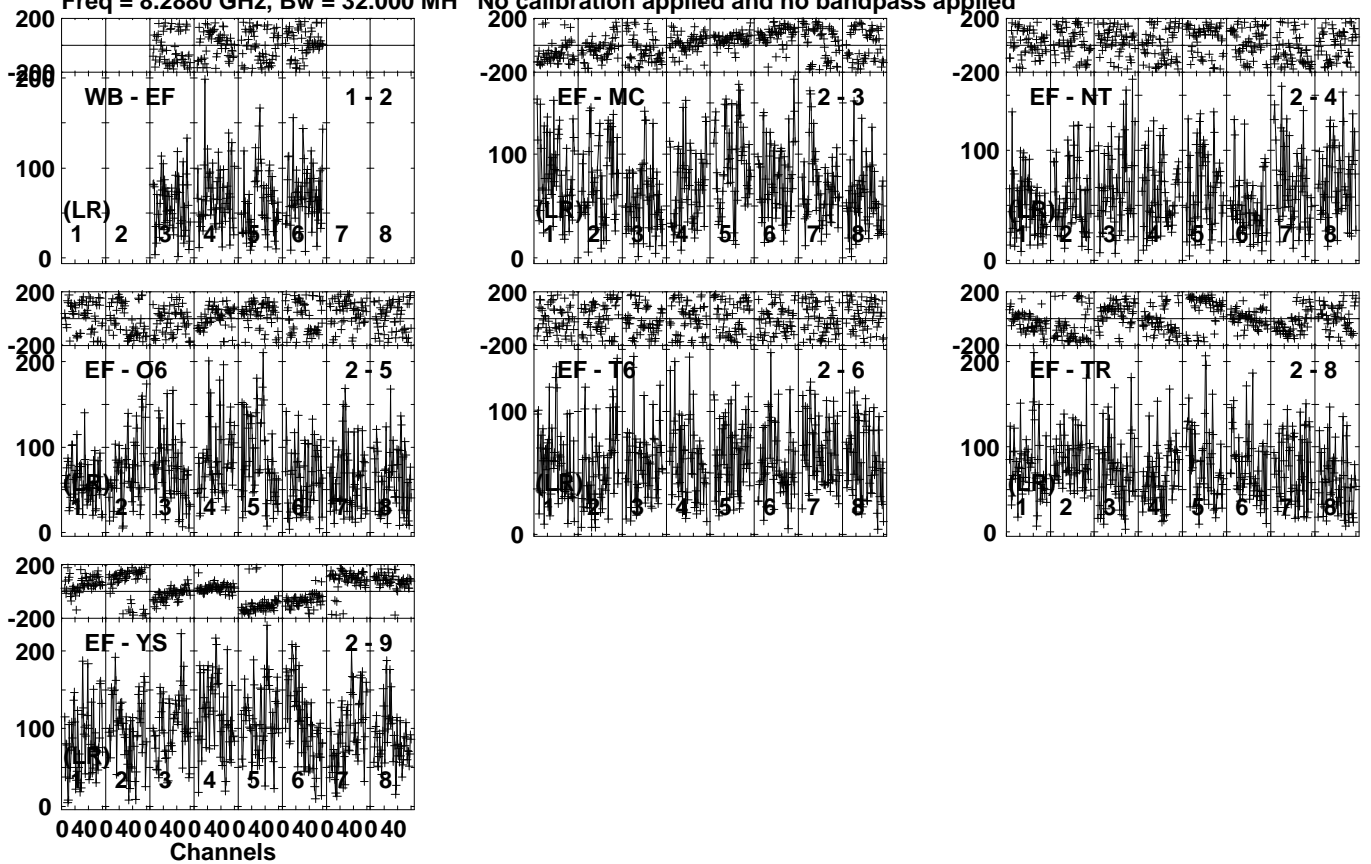 Freq = 8.2880 GHz, Bw = 32.000 MH No calibration applied and no bandpass applied
200
-200
200
WB - EF 1 - 2
100
(LR)
1 2 3 4 5 6 7 8
0
200
-200
EF - MC 2 - 3
100
(LR)
1 2 3 4 5 6 7 8
0
200
-200
EF - NT 2 - 4
100
(LR)
1 2 3 4 5 6 7 8
0
200
-200
200
EF - O6 2 - 5
100
(LR)
1 2 3 4 5 6 7 8
0
200
-200
EF - T6 2 - 6
100
(LR)
1 2 3 4 5 6 7 8
0
200
-200
200
EF - TR 2 - 8
100
(LR)
1 2 3 4 5 6 7 8
0
200
-200
200
EF - YS 2 - 9
100
(LR)
1 2 3 4 5 6 7 8
0
0 40 0 40 0 40 0 40 0 40 0 40 0 40 0 40
Channels